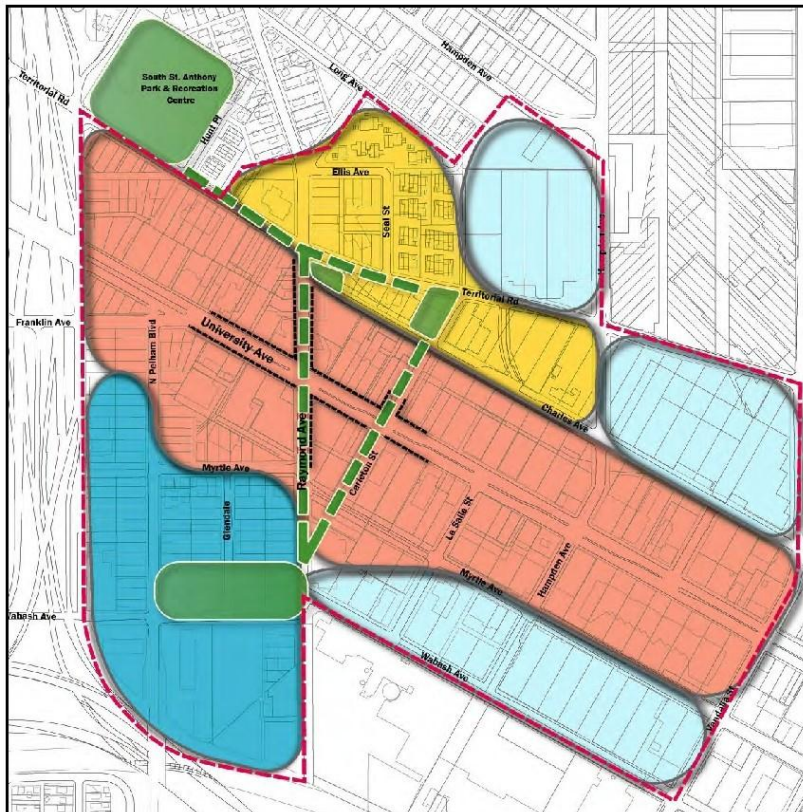 Hampden Ave
South St. Anthony
Park & Recreation
Centre
Long Ave
Territorial Rd
Hunt Pl
Ellis Ave
Seal St
Territorial Rd
Franklin Ave
N Pelham Blvd
University Ave
Charles Ave
Raymond Ave
Carleton St
Myrtle Ave
Glendale
La Salle St
Hampden Ave
Myrtle Ave
Wabash Ave
Wabash Ave
Vandalia St